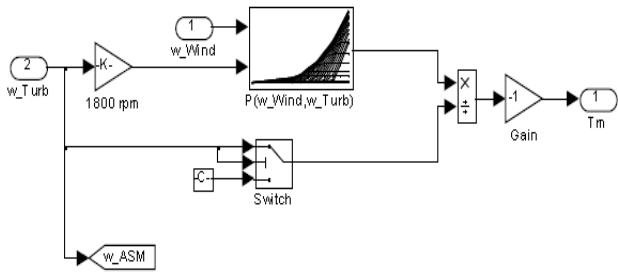 1
w_Wind
2
w_Turb
-K-
1800 rpm
P(w_Wind,w_Turb)
X
÷
-1
Gain
1
Tm
-C-
Switch
w_ASM